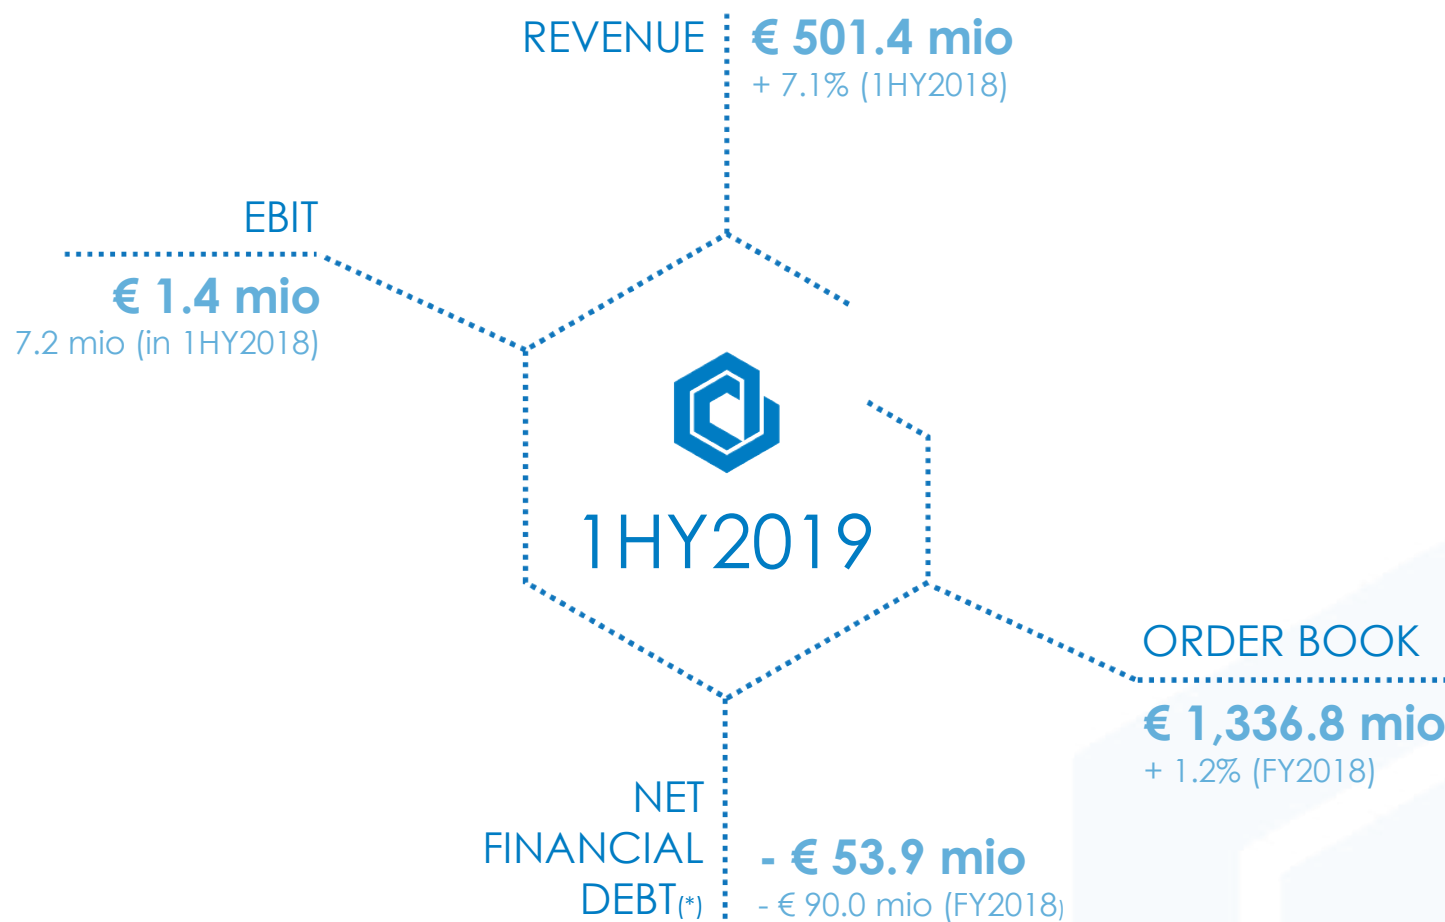 REVENUE
€ 501.4 mio
+ 7.1% (1HY2018)
EBIT
€ 1.4 mio
7.2 mio (in 1HY2018)
1HY2019
ORDER BOOK
€ 1,336.8 mio
+ 1.2% (FY2018)
NET
FINANCIAL
DEBT(*)
- € 53.9 mio
- € 90.0 mio (FY2018)